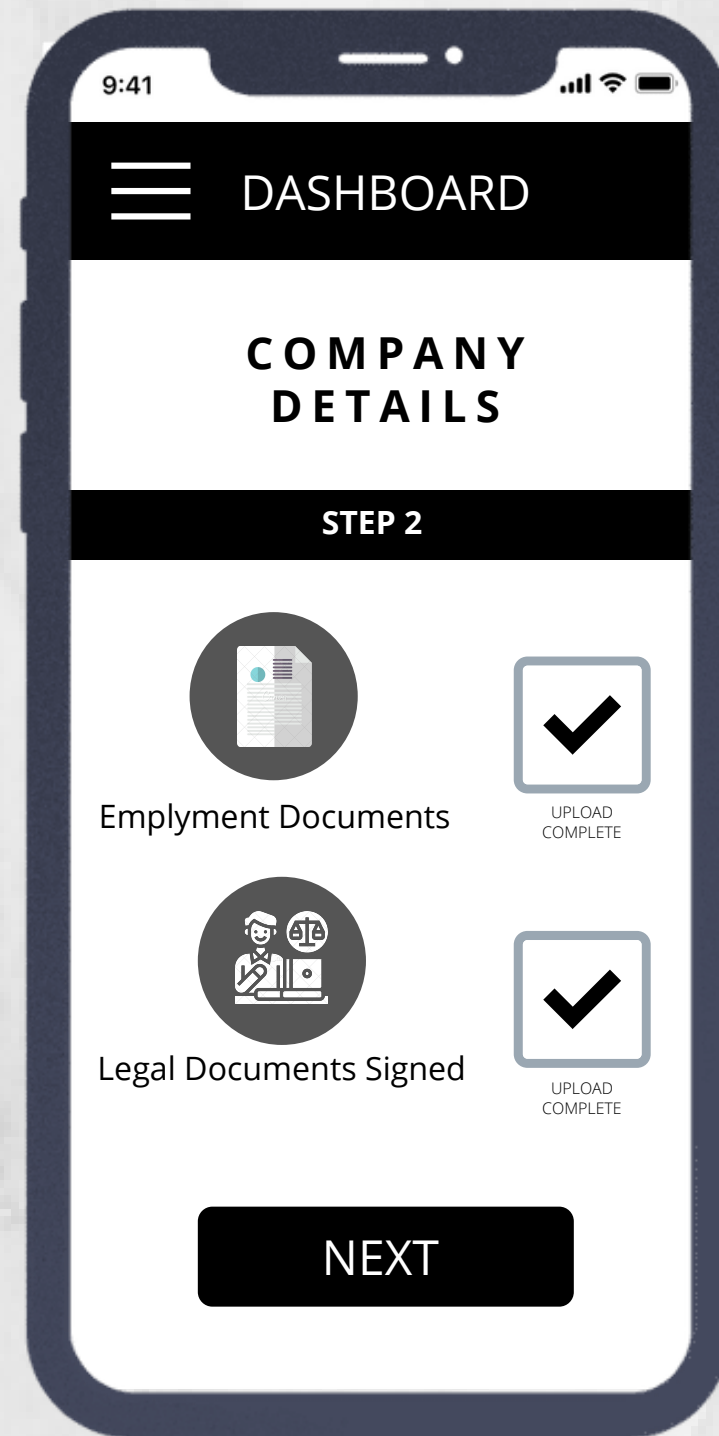 9:41
DASHBOARD
COMPANY
DETAILS
STEP 2
Emplyment Documents
UPLOAD
COMPLETE
Legal Documents Signed
UPLOAD
COMPLETE
NEXT